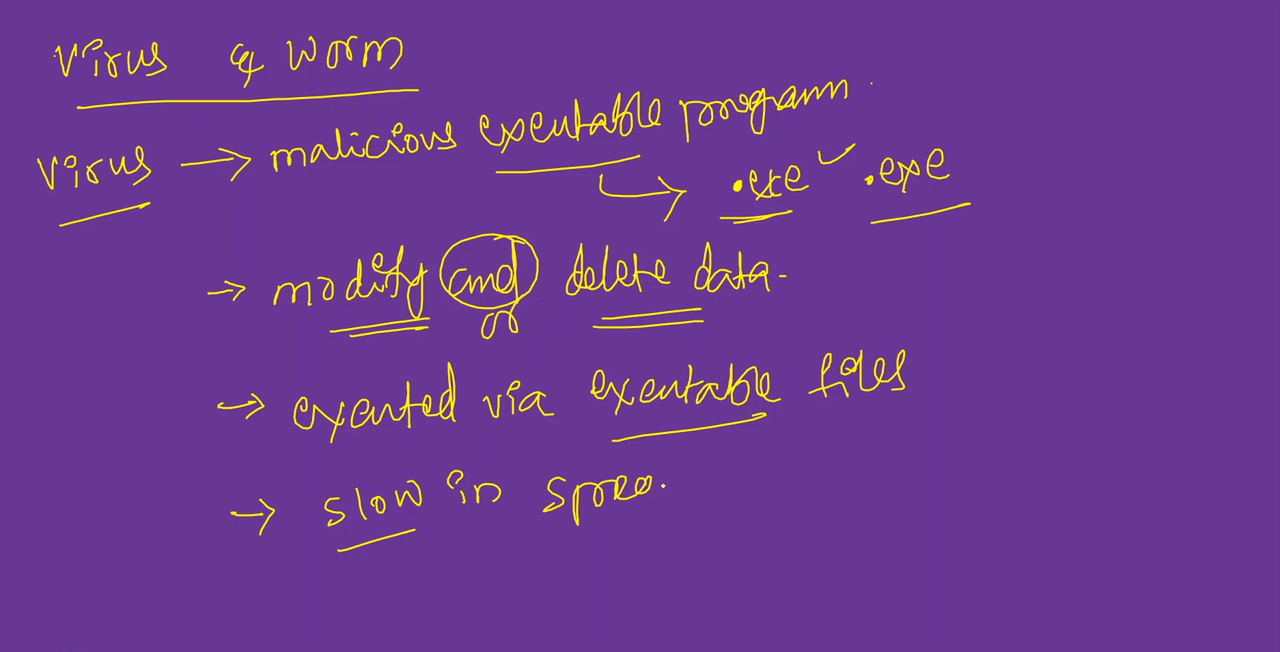 Virus & Worm
Virus → malicious executable program.
↳ .exe ✓ .exe
→ modify and delete data.
or
→ executed via executable files
→ slow in